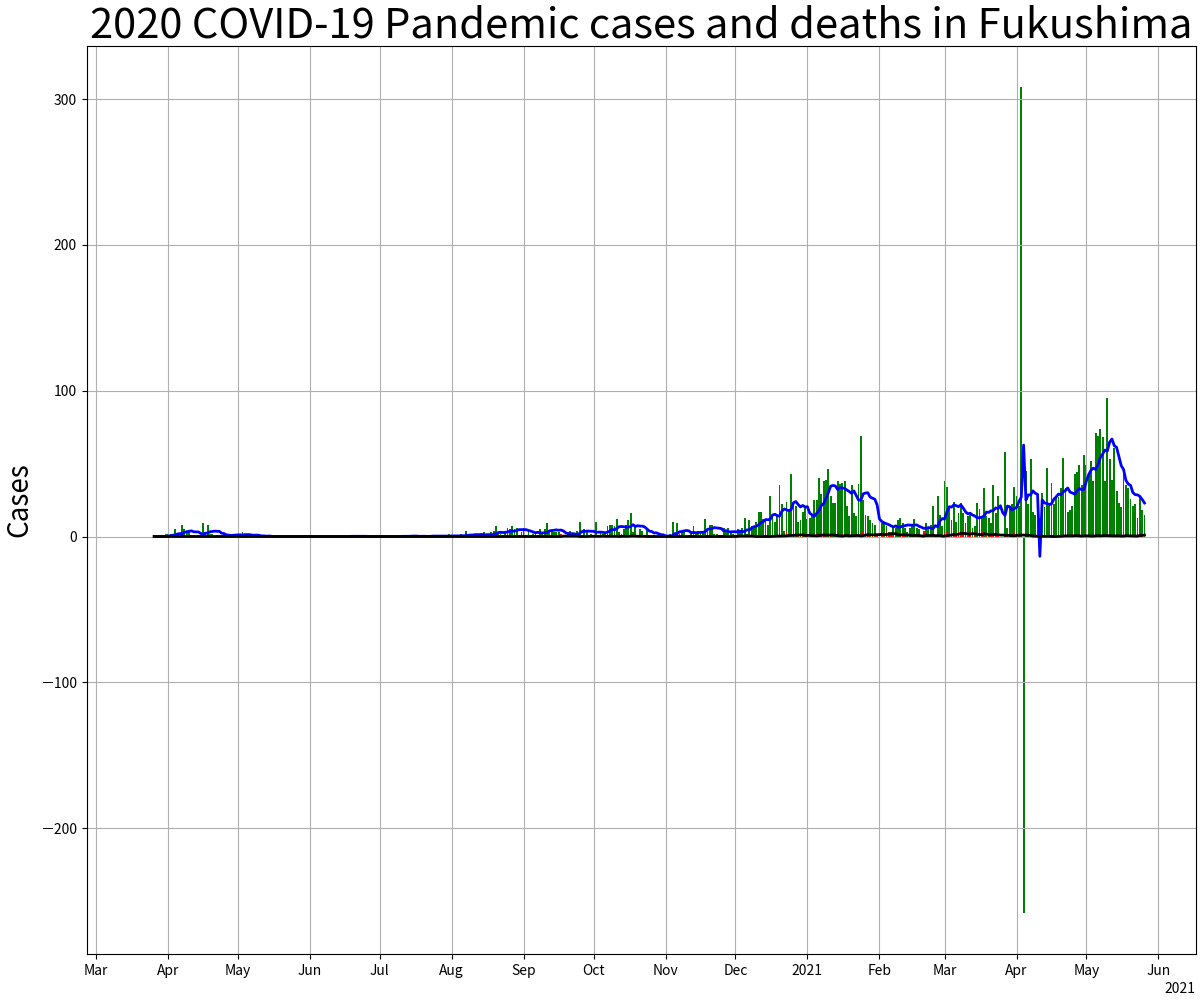 2020 COVID-19 Pandemic cases and deaths in Fukushima
Cases
300
200
100
0
−100
−200
Mar Apr May Jun Jul Aug Sep Oct Nov Dec 2021 Feb Mar Apr May Jun
2021